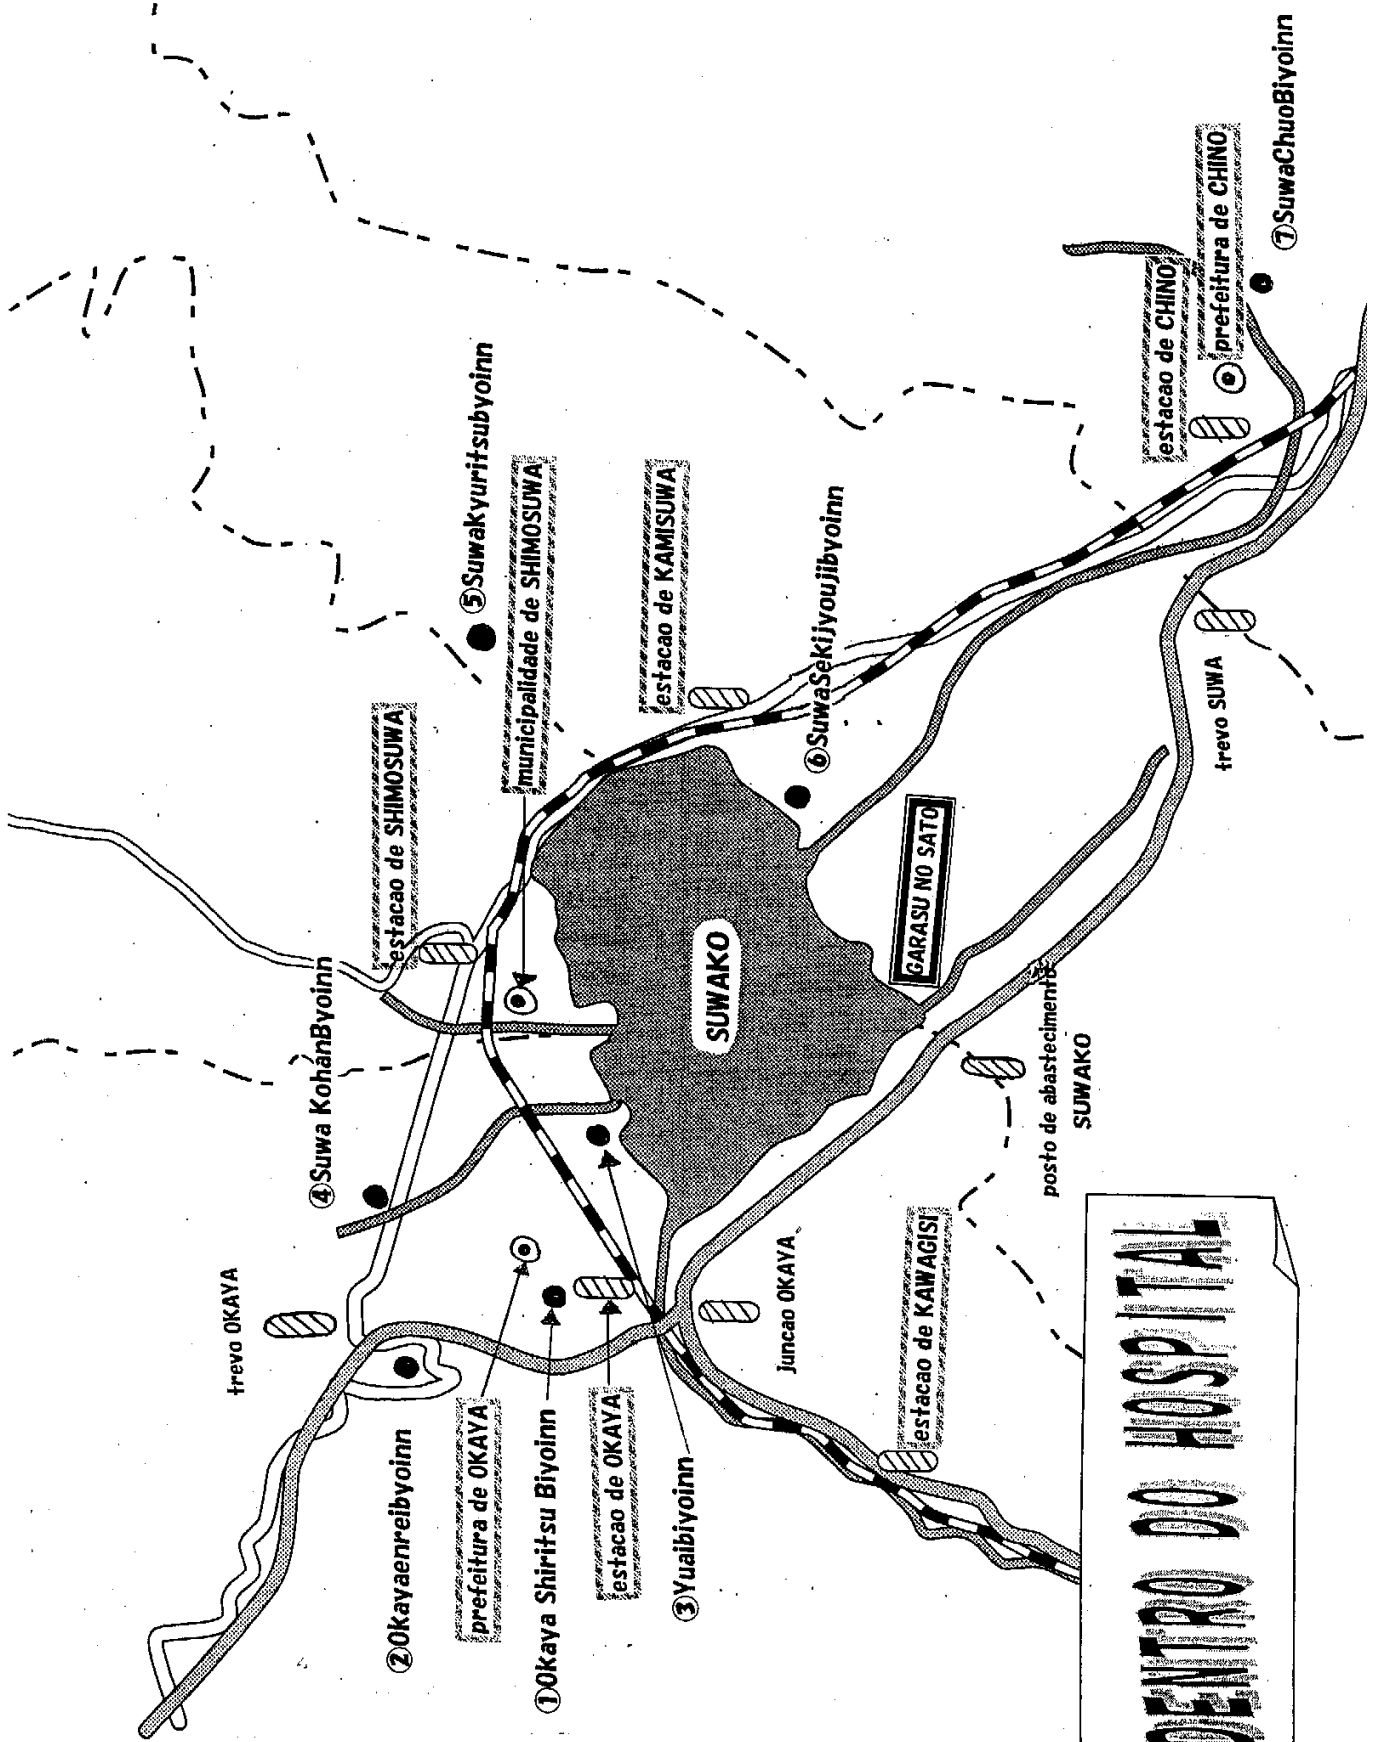 trevo OKAYA
④Suwa KohanByoinn
estacao de SHIMOSUWA
⑤Suwakyuritsubyoinn
municipalidade de SHIMOSUWA
②Okayaenreibyoinn
prefeitura de OKAYA
①Okaya Shiritsu Biyoinn
estacao de OKAYA
③Yuaibiyoinn
estacao de KAMISUWA
SUWAKO
⑥SuwaSekijyoujibyoinn
juncao OKAYA
GARASU NO SATO
estacao de KAWAGISI
posto de abastecimento
SUWAKO
trevo SUWA
estacao de CHINO
prefeitura de CHINO
⑦SuwaChuoBiyoinn
DENTRO DO HOSPITAL